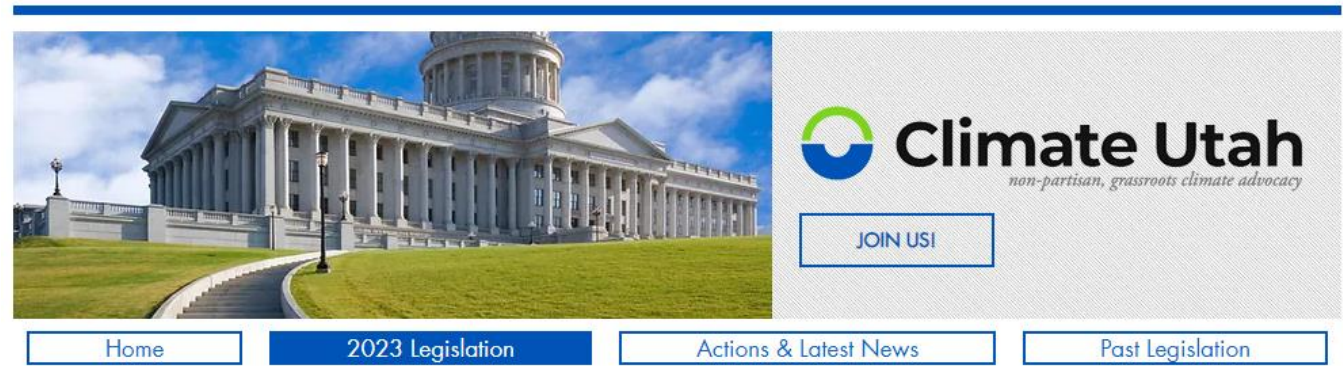 Climate Utah
non-partisan, grassroots climate advocacy
JOIN US!
Home
2023 Legislation
Actions & Latest News
Past Legislation